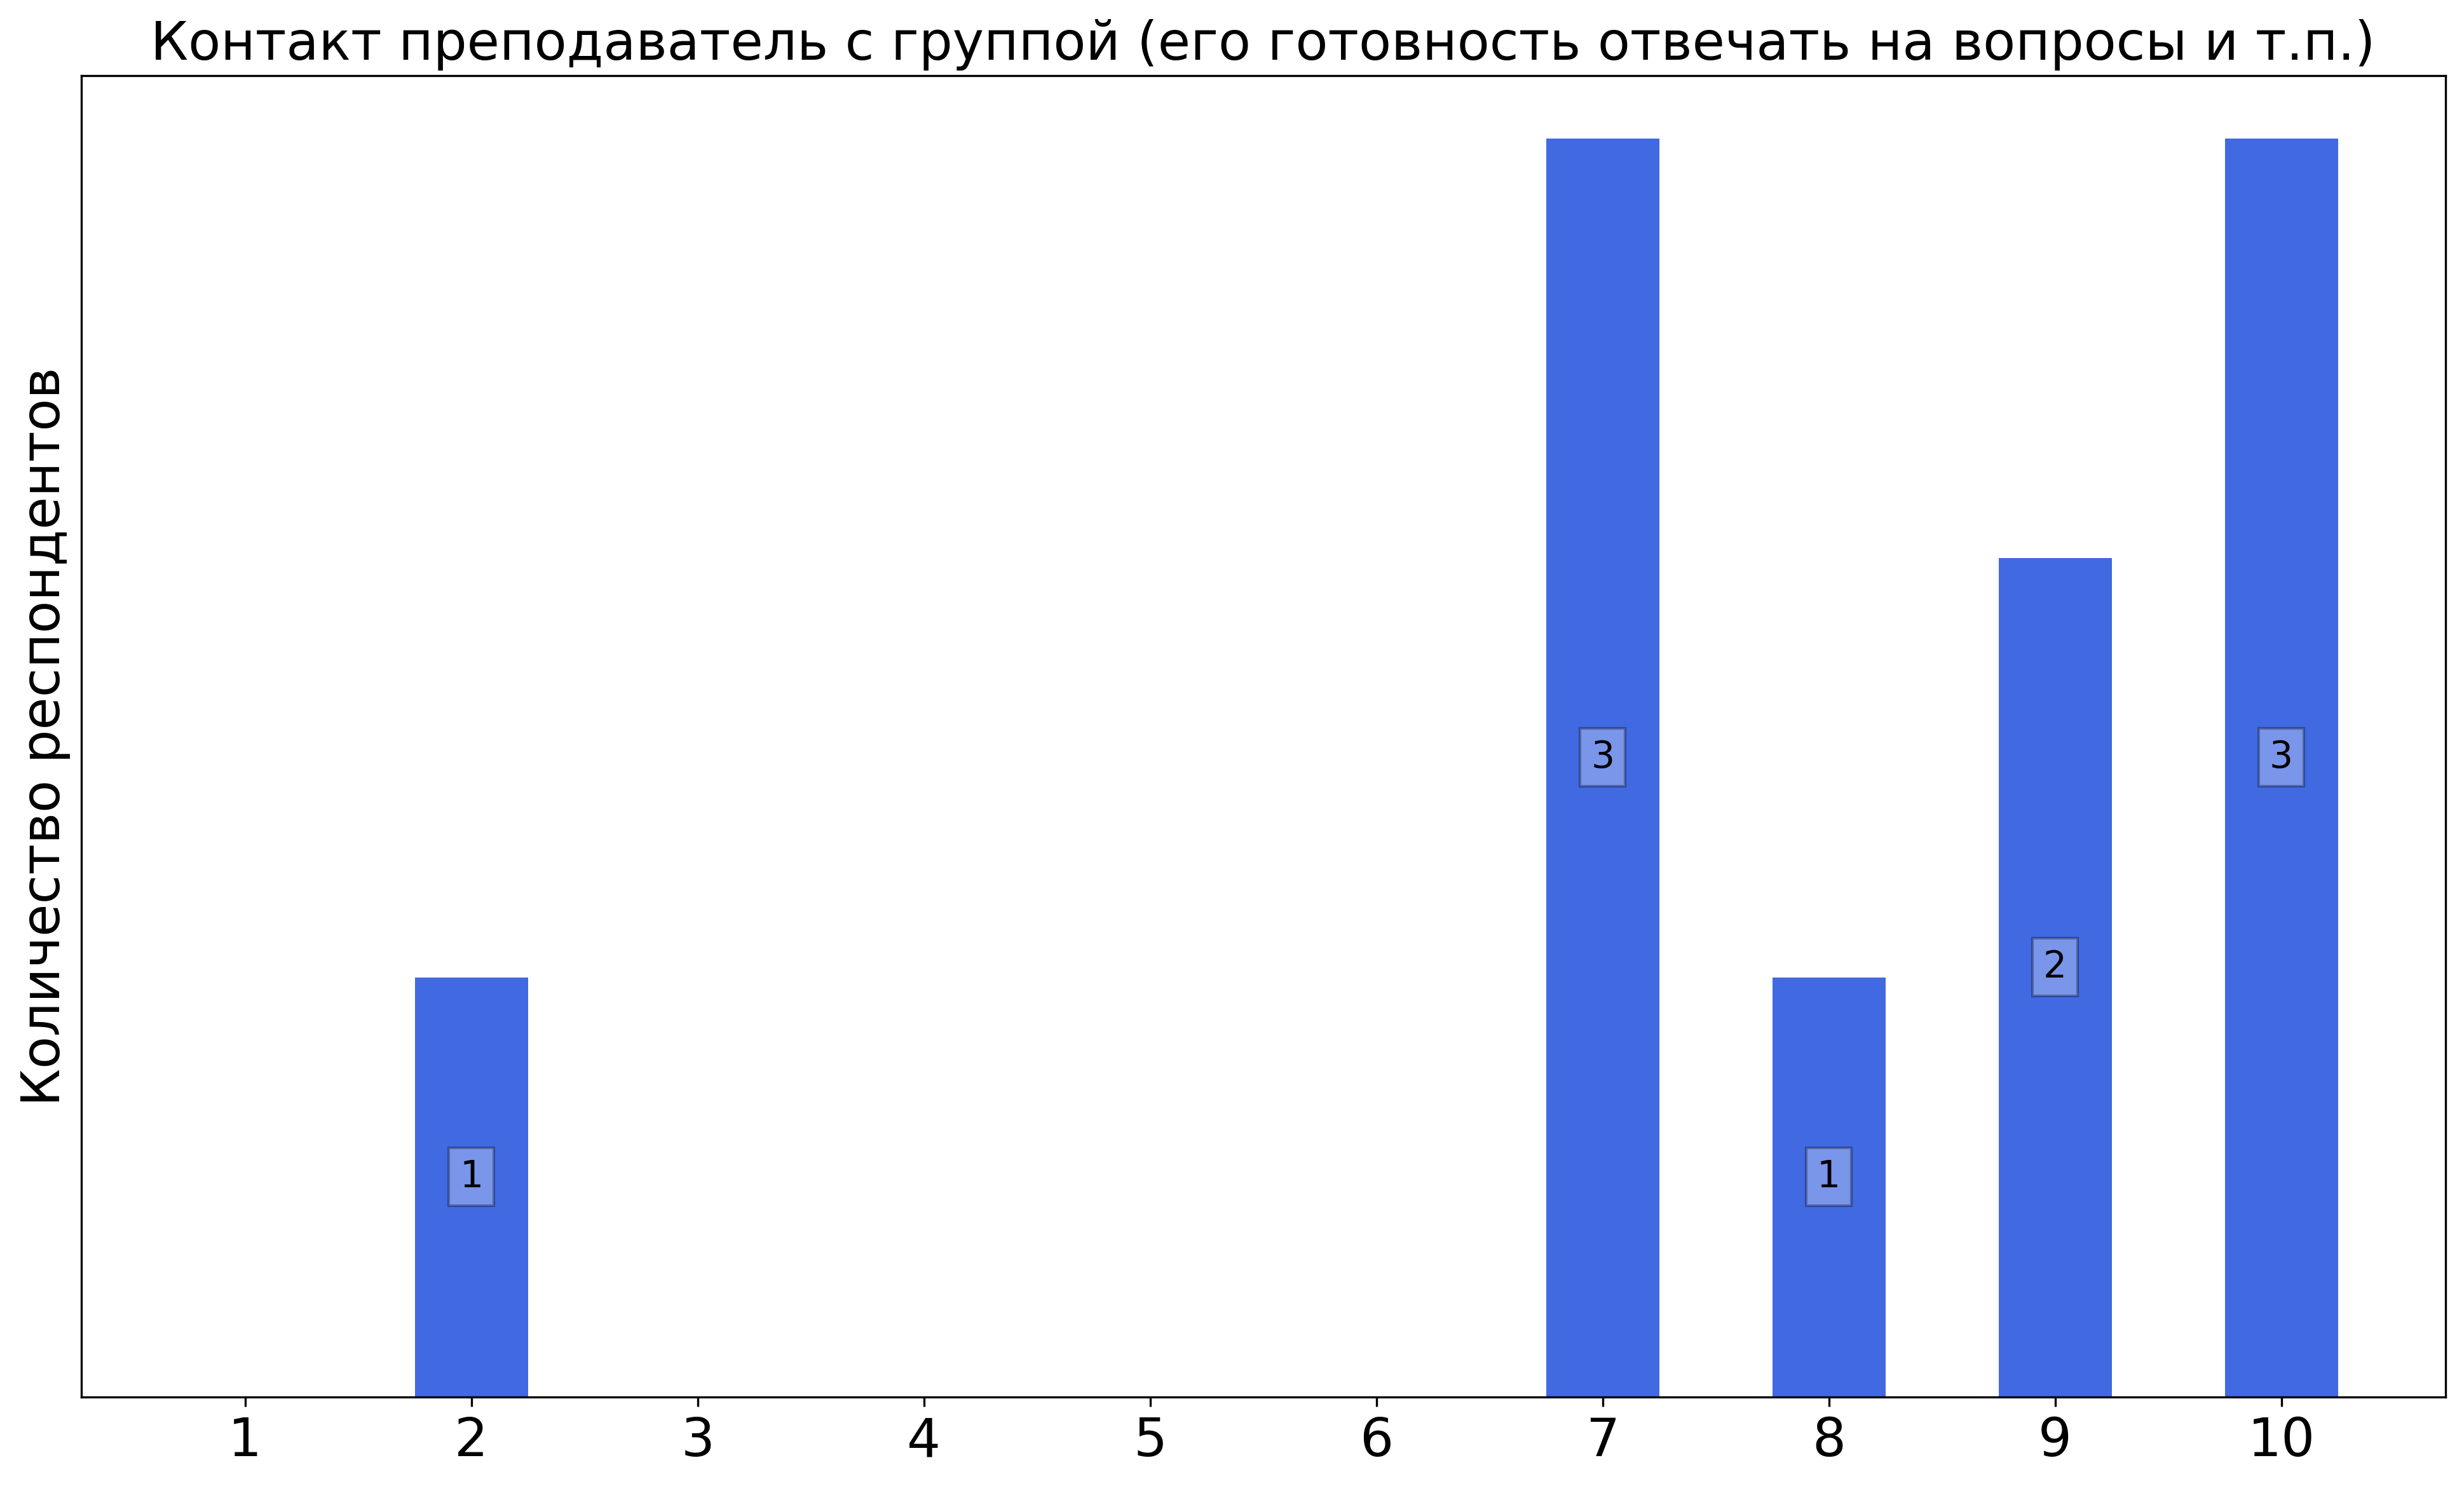 Контакт преподаватель с группой (его готовность отвечать на вопросы и т.п.)
Количество респондентов
1
3
1
2
3
1 2 3 4 5 6 7 8 9 10